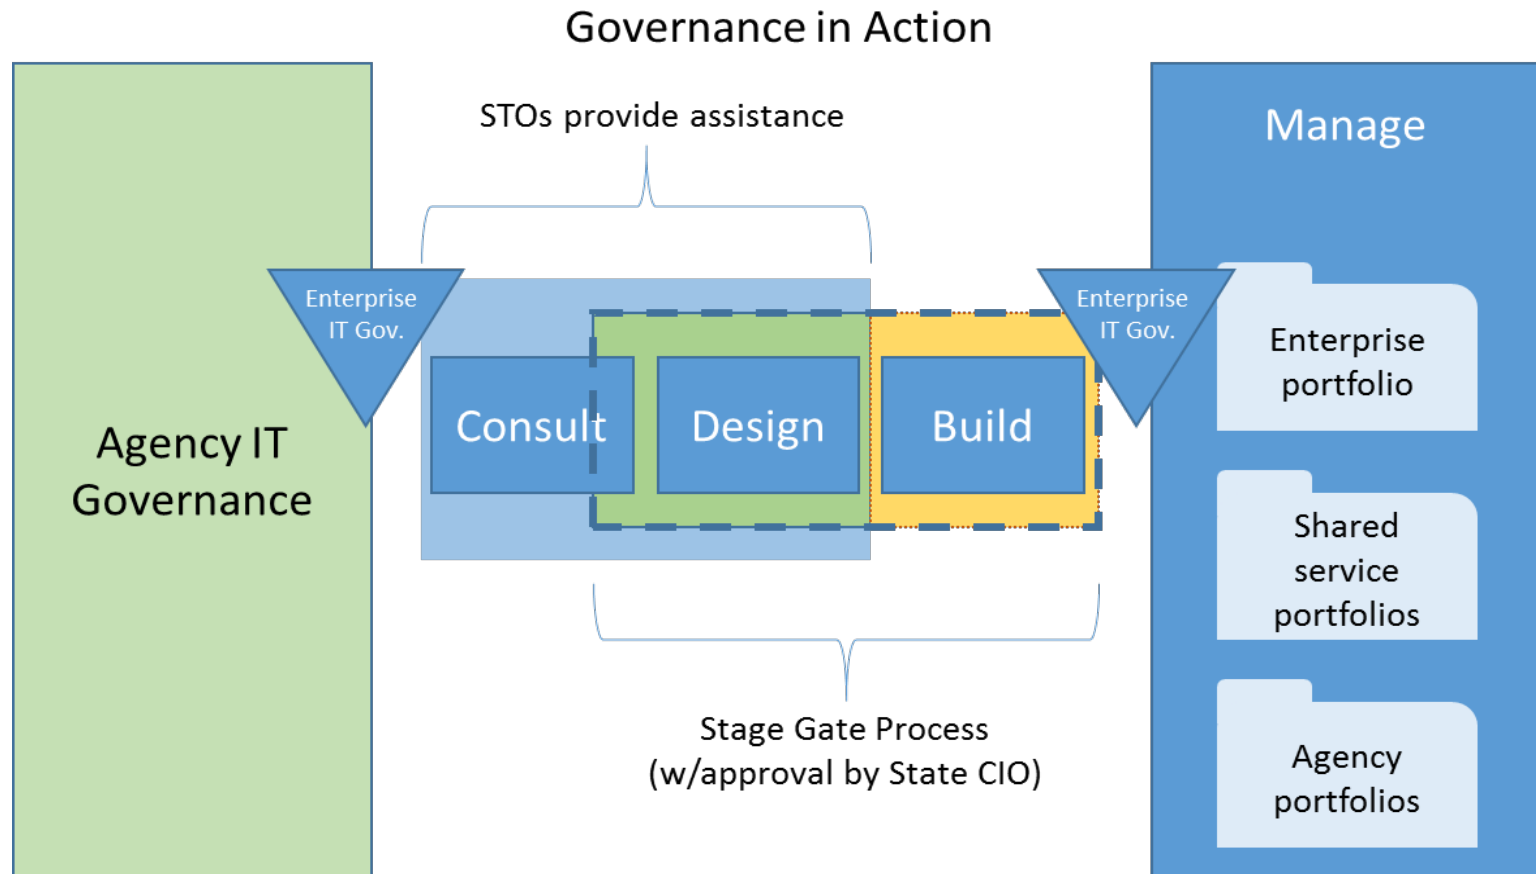 Governance in Action
STOs provide assistance
Manage
Enterprise
IT Gov.
Enterprise
IT Gov.
Agency IT
Governance
Consult
Design
Build
Enterprise
portfolio
Shared
service
portfolios
Stage Gate Process
(w/approval by State CIO)
Agency
portfolios